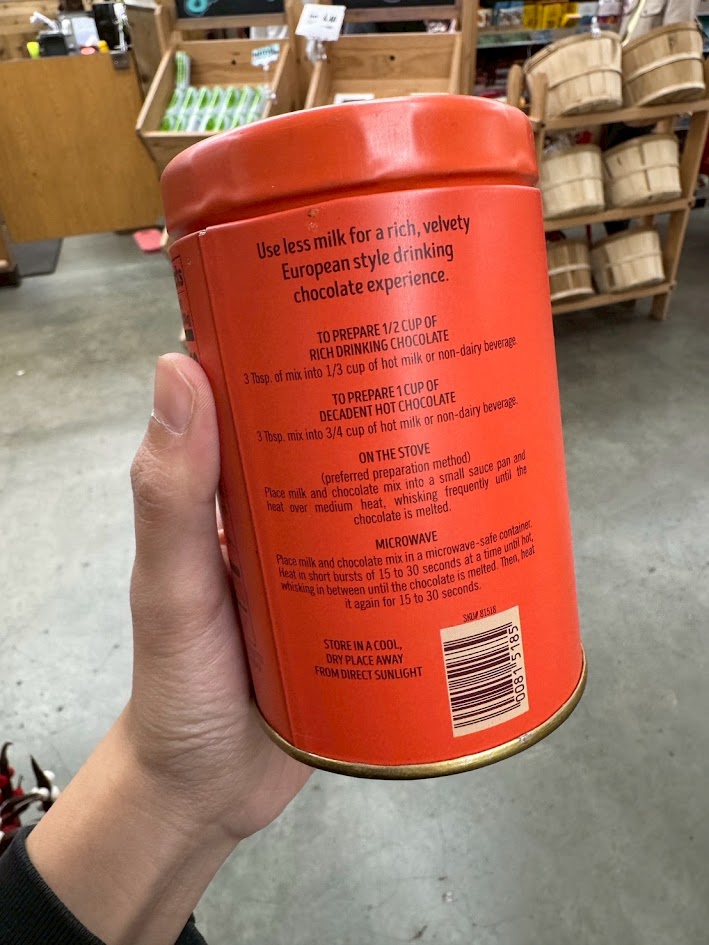 Use less milk for a rich, velvety
European style drinking
chocolate experience.
TO PREPARE 1/2 CUP OF
RICH DRINKING CHOCOLATE
3 Tbsp. of mix into 1/3 cup of hot milk or non-dairy beverage.
TO PREPARE 1 CUP OF
DECADENT HOT CHOCOLATE
3 Tbsp. mix into 3/4 cup of hot milk or non-dairy beverage.
ON THE STOVE
(preferred preparation method)
Place milk and chocolate mix into a small sauce pan and
heat over medium heat, whisking frequently until the
chocolate is melted.
MICROWAVE
Place milk and chocolate mix in a microwave-safe container.
Heat in short bursts of 15 to 30 seconds at a time until hot,
whisking in between until the chocolate is melted. Then, heat
it again for 15 to 30 seconds.
STORE IN A COOL,
DRY PLACE AWAY
FROM DIRECT SUNLIGHT
SKU# 81518
0081 5185